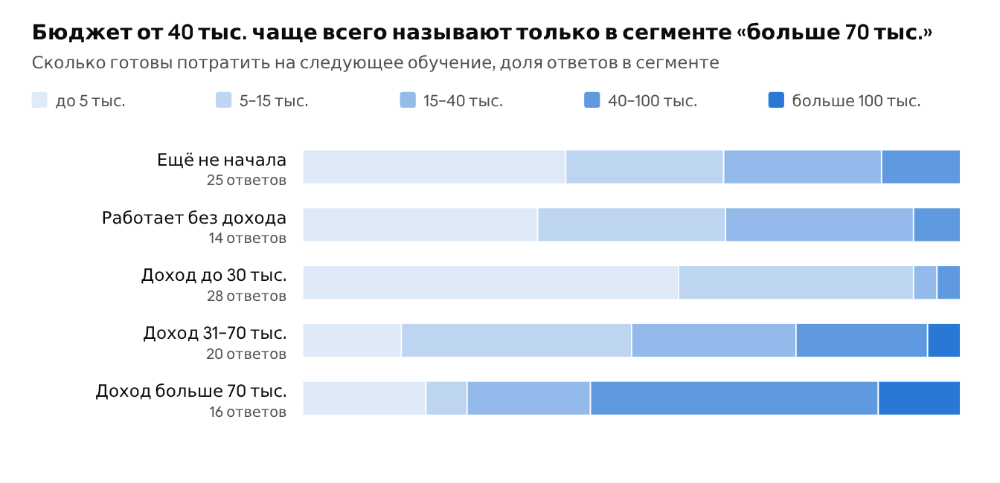 Бюджет от 40 тыс. чаще всего называют только в сегменте «больше 70 тыс.»
Сколько готовы потратить на следующее обучение, доля ответов в сегменте
до 5 тыс.
5–15 тыс.
15–40 тыс.
40–100 тыс.
больше 100 тыс.
Ещё не начала
25 ответов
Работает без дохода
14 ответов
Доход до 30 тыс.
28 ответов
Доход 31–70 тыс.
20 ответов
Доход больше 70 тыс.
16 ответов